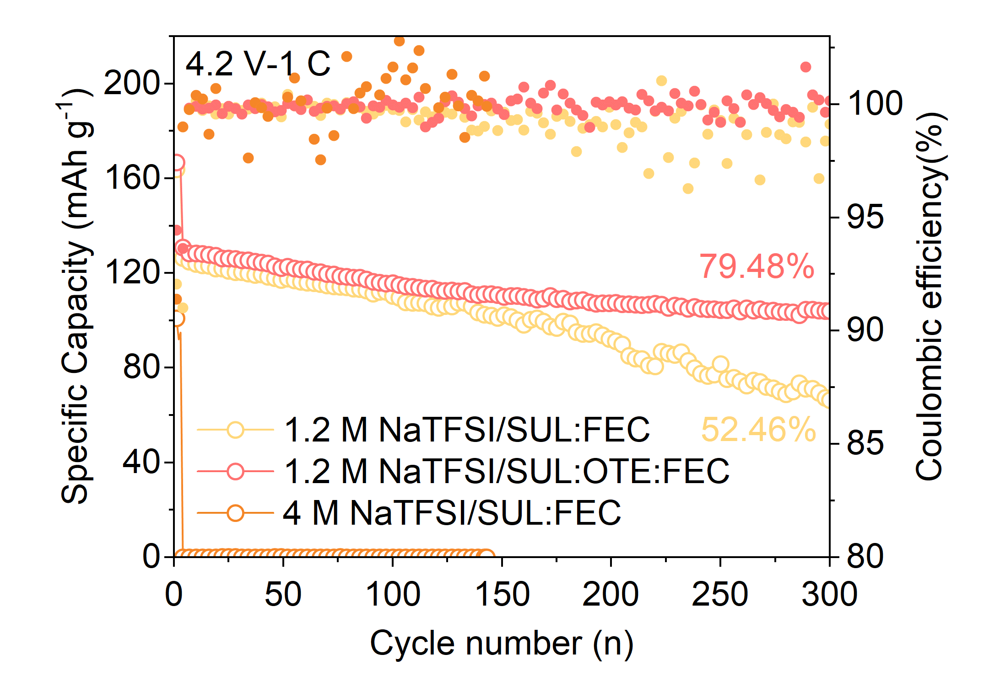 4.2 V-1 C
Specific Capacity (mAh g⁻¹)
200
160
120
80
40
0
100
95
90
85
80
Coulombic efficiency(%)
79.48%
52.46%
1.2 M NaTFSI/SUL:FEC
1.2 M NaTFSI/SUL:OTE:FEC
4 M NaTFSI/SUL:FEC
0 50 100 150 200 250 300
Cycle number (n)